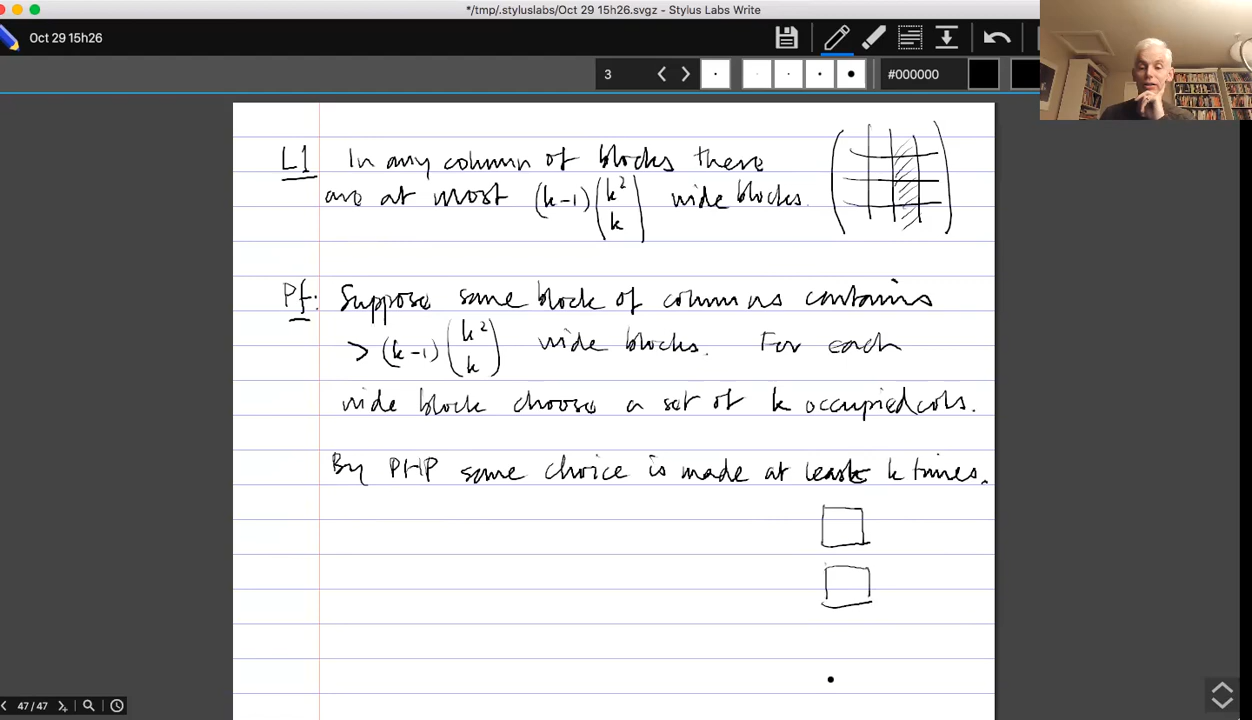 */tmp/.styluslabs/Oct 29 15h26.svgz - Stylus Labs Write
Oct 29 15h26
3
#000000
L1 In any column of blocks there
are at most (k-1)(k² k) wide blocks.
Pf: Suppose some block of columns contains
> (k-1)(k² k) wide blocks. For each
wide block choose a set of k occupied cols.
By PHP some choice is made at least k times.
47 / 47